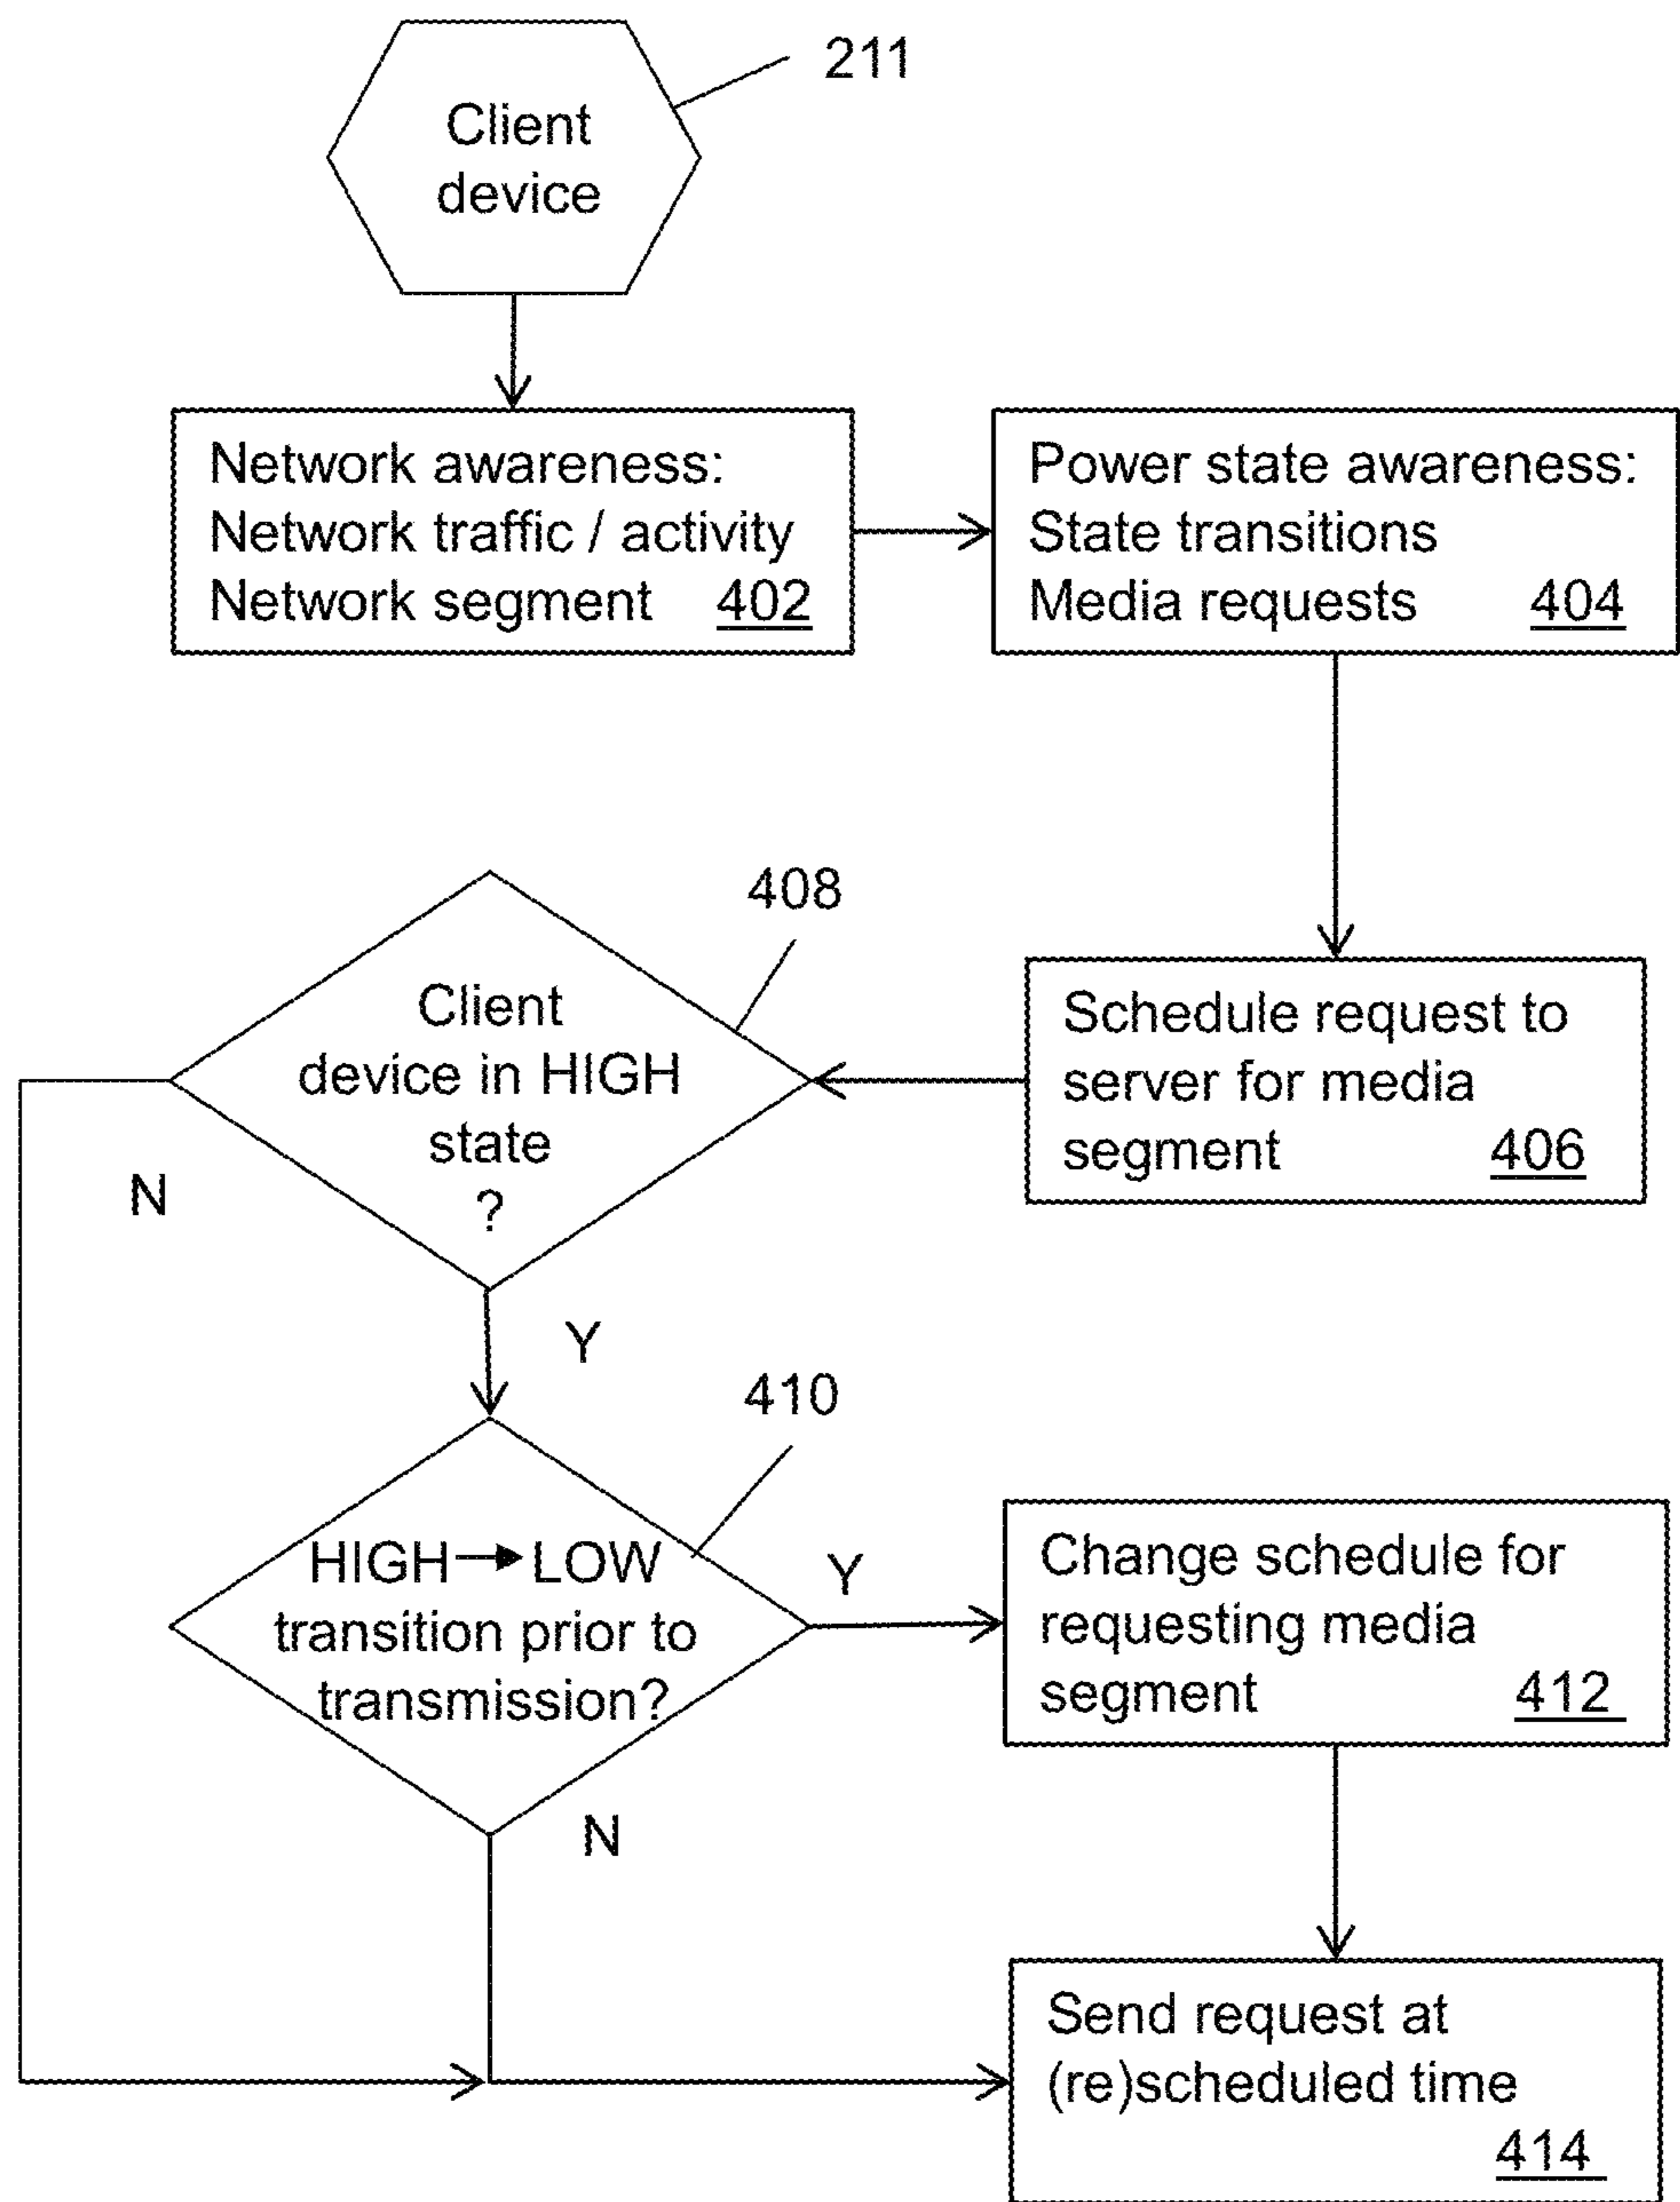 211
Client
device
Network awareness:
Network traffic / activity
Network segment 402
Power state awareness:
State transitions
Media requests 404
408
Client
device in HIGH
state
?
Schedule request to
server for media
segment 406
N
Y
410
HIGH→LOW
transition prior to
transmission?
Y
Change schedule for
requesting media
segment 412
N
Send request at
(re)scheduled time
414